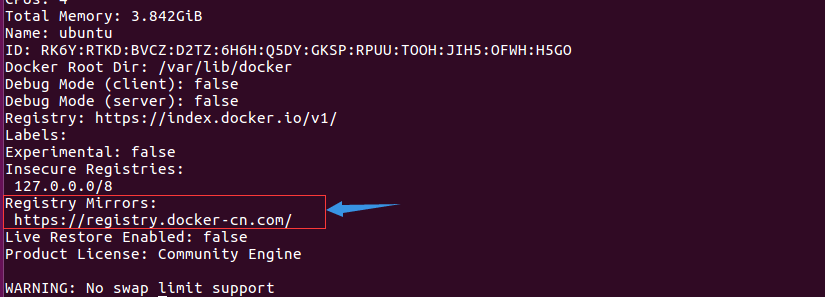 CPUs: 4
Total Memory: 3.842GiB
Name: ubuntu
ID: RK6Y:RTKD:BVCZ:D2TZ:6H6H:Q5DY:GKSP:RPUU:TOOH:JIH5:OFWH:H5GO
Docker Root Dir: /var/lib/docker
Debug Mode (client): false
Debug Mode (server): false
Registry: https://index.docker.io/v1/
Labels:
Experimental: false
Insecure Registries:
 127.0.0.0/8
Registry Mirrors:
 https://registry.docker-cn.com/
Live Restore Enabled: false
Product License: Community Engine

WARNING: No swap limit support